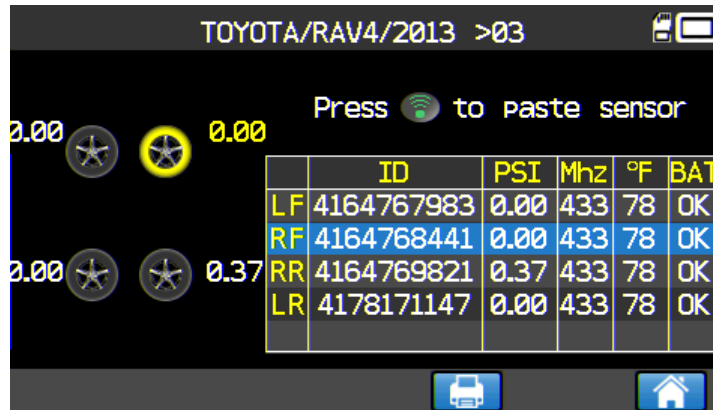 TOYOTA/RAV4/2013 >03
Press to paste sensor
0.00 0.00
ID PSI Mhz °F BAT
LF 4164767983 0.00 433 78 OK
RF 4164768441 0.00 433 78 OK
0.00 0.37
RR 4164769821 0.37 433 78 OK
LR 4178171147 0.00 433 78 OK